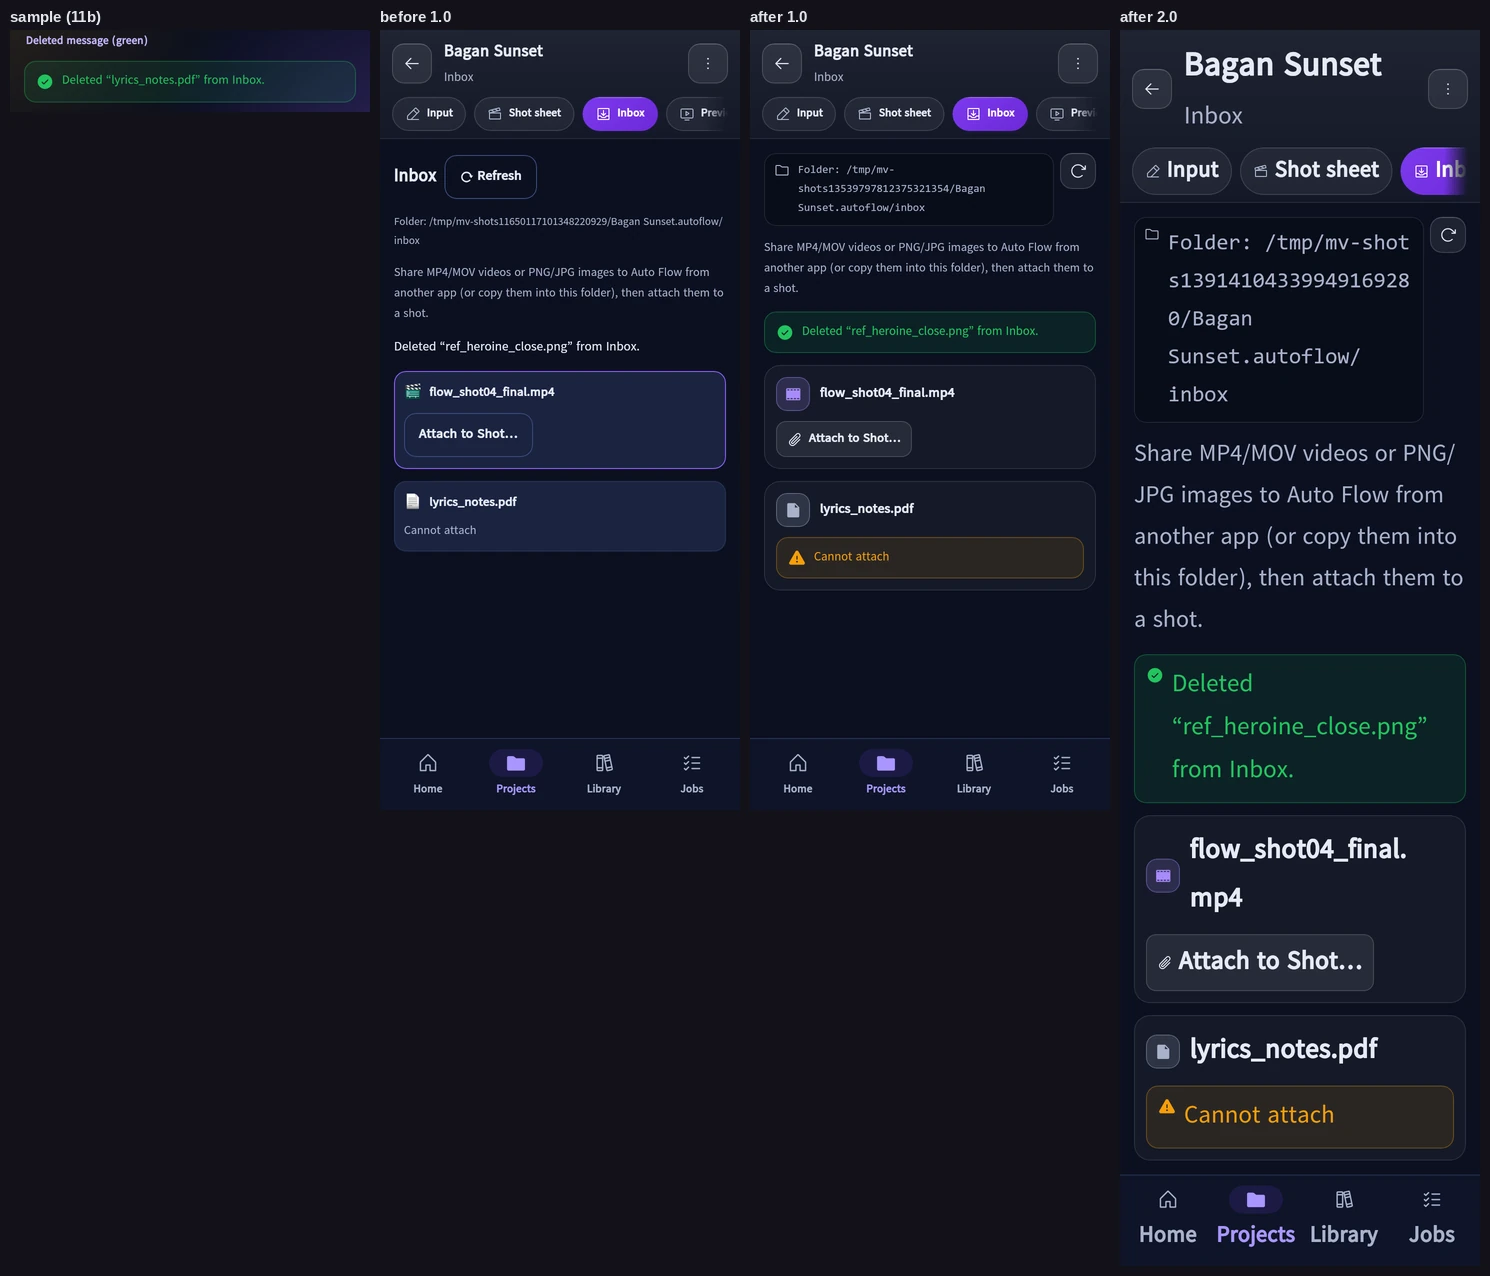 sample (11b)
Deleted message (green)
Deleted “lyrics_notes.pdf” from Inbox.
before 1.0
Bagan Sunset
Inbox
Input
Shot sheet
Inbox
Previ
Inbox
Refresh
Folder: /tmp/mv-shots11650117101348220929/Bagan Sunset.autoflow/
inbox
Share MP4/MOV videos or PNG/JPG images to Auto Flow from
another app (or copy them into this folder), then attach them to
a shot.
Deleted “ref_heroine_close.png” from Inbox.
flow_shot04_final.mp4
Attach to Shot…
lyrics_notes.pdf
Cannot attach
Home
Projects
Library
Jobs
after 1.0
Bagan Sunset
Inbox
Input
Shot sheet
Inbox
Previ
Folder: /tmp/mv-
shots13539797812375321354/Bagan
Sunset.autoflow/inbox
Share MP4/MOV videos or PNG/JPG images to Auto Flow from
another app (or copy them into this folder), then attach them to
a shot.
Deleted “ref_heroine_close.png” from Inbox.
flow_shot04_final.mp4
Attach to Shot…
lyrics_notes.pdf
Cannot attach
Home
Projects
Library
Jobs
after 2.0
Bagan Sunset
Inbox
Input
Shot sheet
Inb
Folder: /tmp/mv-shot
s1391410433994916928
0/Bagan
Sunset.autoflow/
inbox
Share MP4/MOV videos or PNG/
JPG images to Auto Flow from
another app (or copy them into
this folder), then attach them to
a shot.
Deleted
“ref_heroine_close.png”
from Inbox.
flow_shot04_final.
mp4
Attach to Shot…
lyrics_notes.pdf
Cannot attach
Home
Projects
Library
Jobs